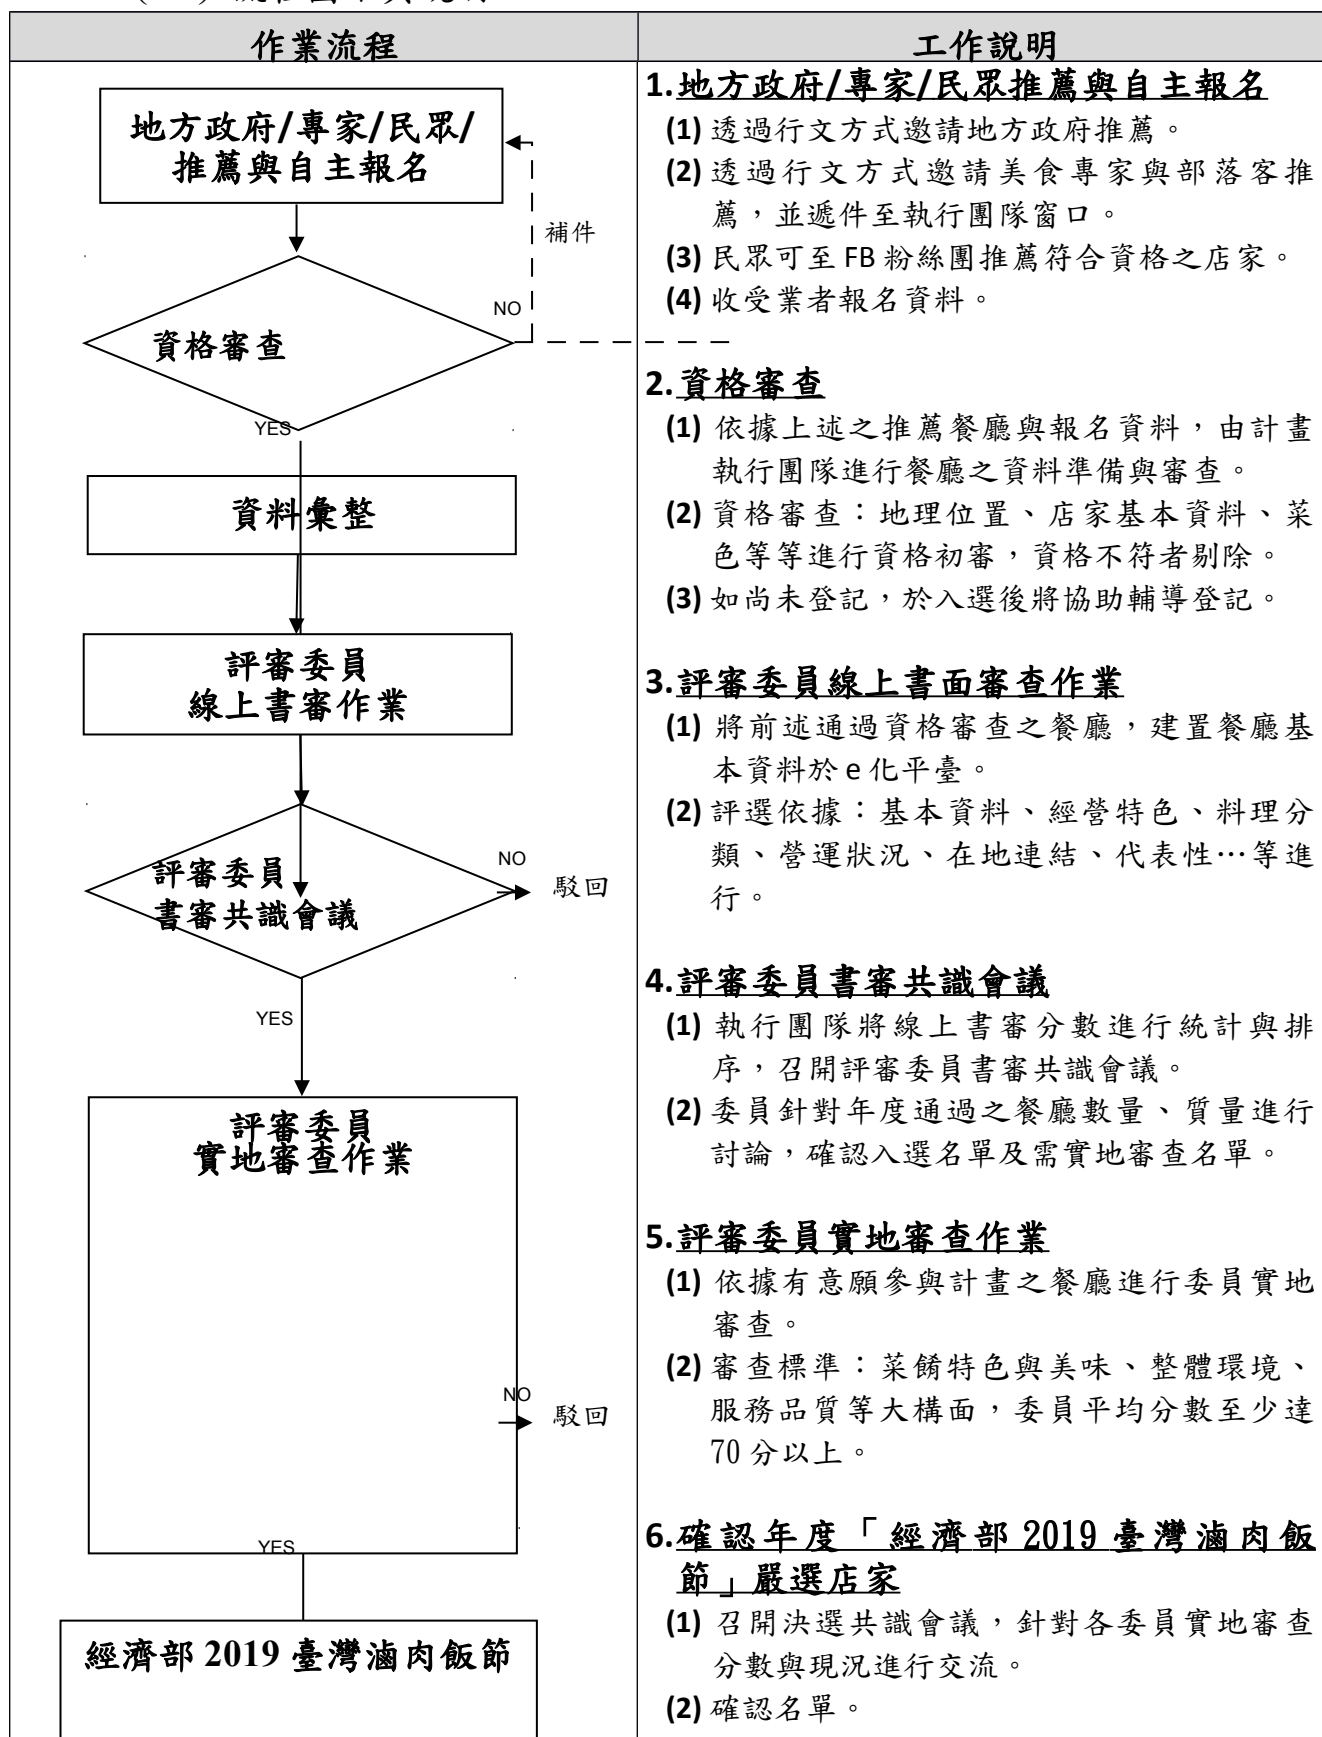 作業流程
工作說明
地方政府/專家/民眾/
推薦與自主報名
補件
NO
資格審查
YES
資料彙整
評審委員
線上書審作業
NO
評審委員
駁回
書審共識會議
YES
評審委員
實地審查作業
NO
駁回
YES
經濟部 2019 臺灣滷肉飯節
1.地方政府/專家/民眾推薦與自主報名
(1) 透過行文方式邀請地方政府推薦。
(2) 透過行文方式邀請美食專家與部落客推
薦，並遞件至執行團隊窗口。
(3) 民眾可至 FB 粉絲團推薦符合資格之店家。
(4) 收受業者報名資料。
2.資格審查
(1) 依據上述之推薦餐廳與報名資料，由計畫
執行團隊進行餐廳之資料準備與審查。
(2) 資格審查：地理位置、店家基本資料、菜
色等等進行資格初審，資格不符者剔除。
(3) 如尚未登記，於入選後將協助輔導登記。
3.評審委員線上書面審查作業
(1) 將前述通過資格審查之餐廳，建置餐廳基
本資料於 e 化平臺。
(2) 評選依據：基本資料、經營特色、料理分
類、營運狀況、在地連結、代表性…等進
行。
4.評審委員書審共識會議
(1) 執行團隊將線上書審分數進行統計與排
序，召開評審委員書審共識會議。
(2) 委員針對年度通過之餐廳數量、質量進行
討論，確認入選名單及需實地審查名單。
5.評審委員實地審查作業
(1) 依據有意願參與計畫之餐廳進行委員實地
審查。
(2) 審查標準：菜餚特色與美味、整體環境、
服務品質等大構面，委員平均分數至少達
70 分以上。
6.確認年度「經濟部 2019 臺灣滷肉飯
節」嚴選店家
(1) 召開決選共識會議，針對各委員實地審查
分數與現況進行交流。
(2) 確認名單。